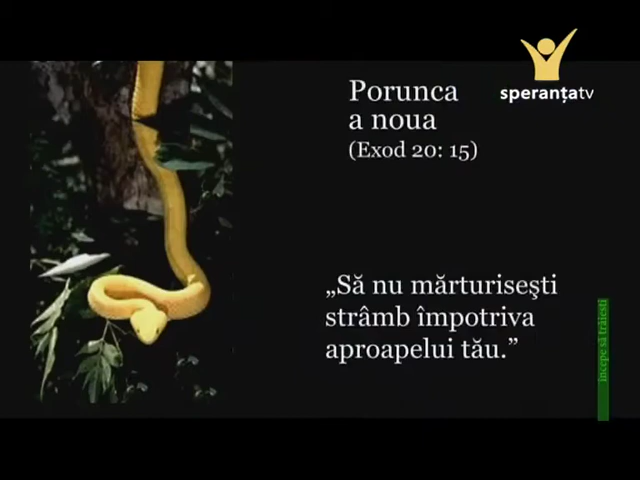 speranțatv
Porunca
a noua
(Exod 20: 15)
„Să nu mărturiseşti
strâmb împotriva
aproapelui tău.”
începe să trăiești